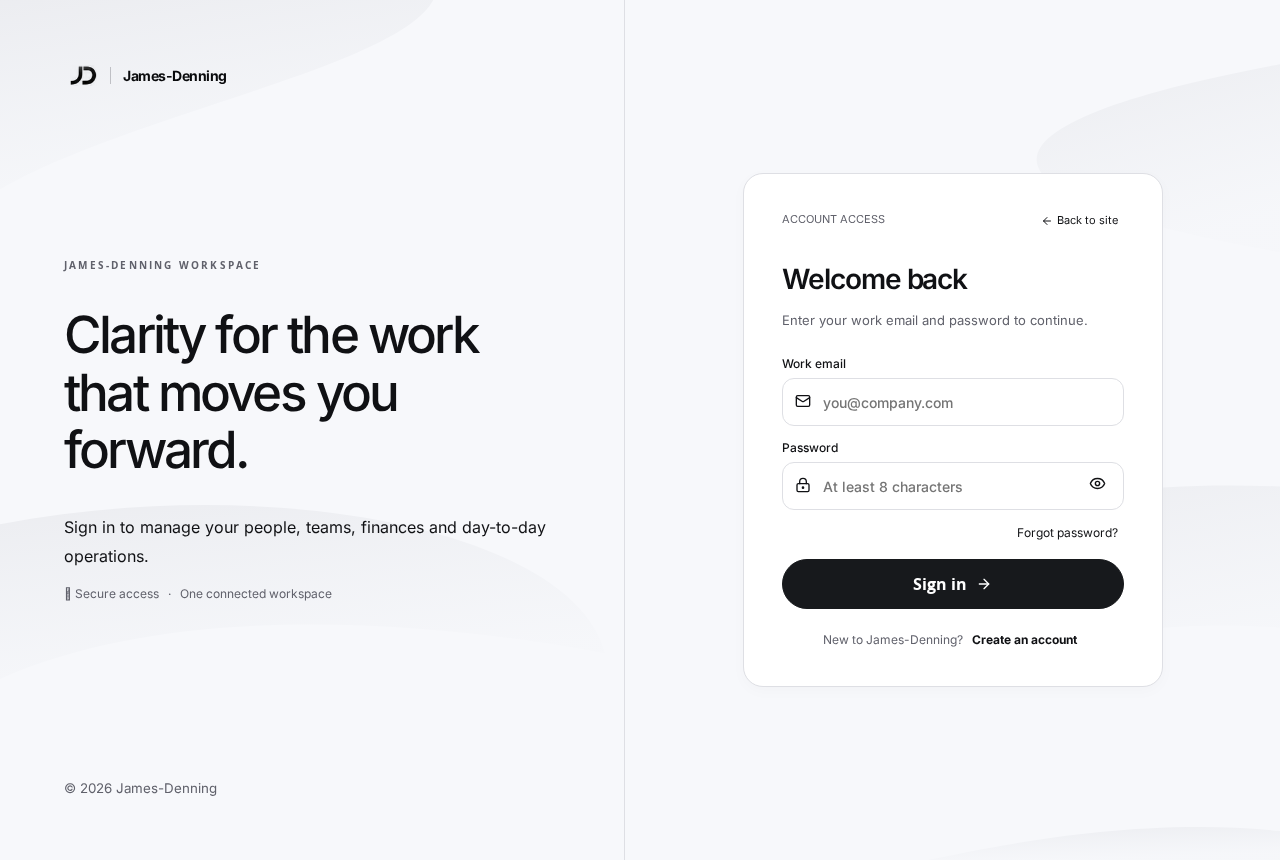 JD
James-Denning
JAMES-DENNING WORKSPACE
Clarity for the work
that moves you
forward.
Sign in to manage your people, teams, finances and day-to-day
operations.
Secure access · One connected workspace
© 2026 James-Denning
ACCOUNT ACCESS
← Back to site
Welcome back
Enter your work email and password to continue.
Work email
you@company.com
Password
At least 8 characters
Forgot password?
Sign in →
New to James-Denning? Create an account